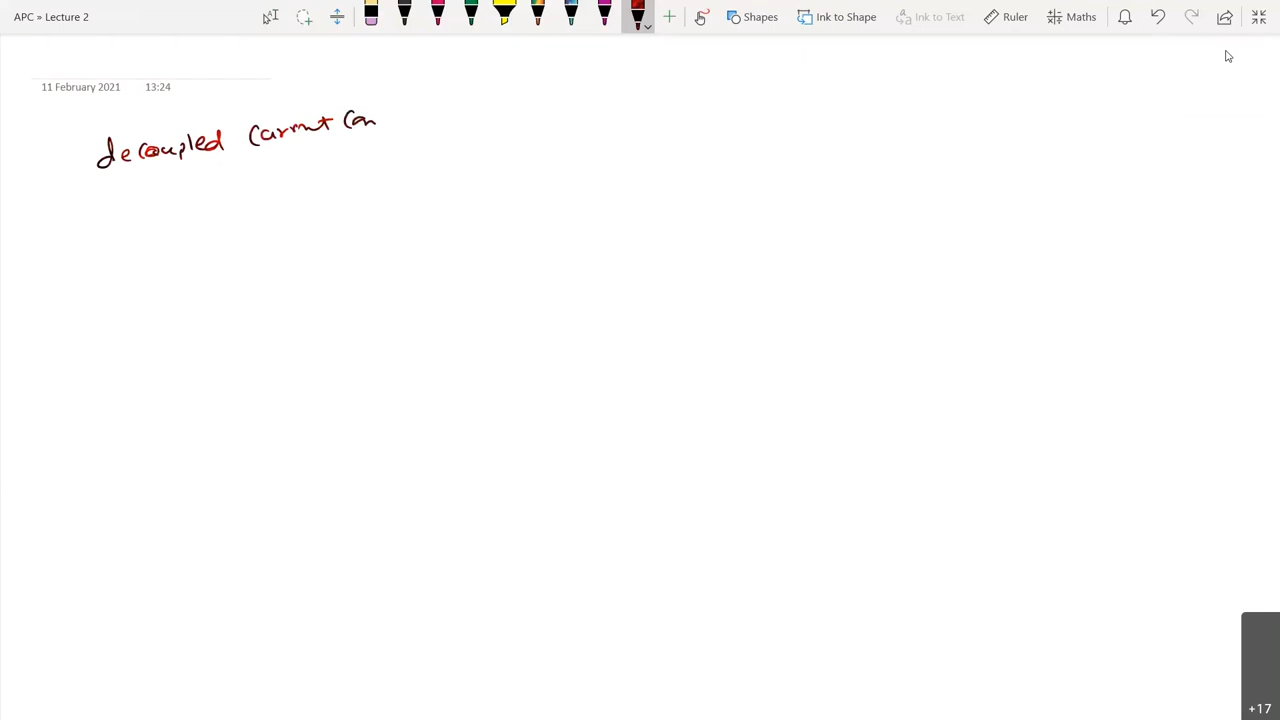 APC » Lecture 2
Shapes Ink to Shape Ink to Text Ruler Maths
11 February 2021 13:24
decoupled Current Con
+17